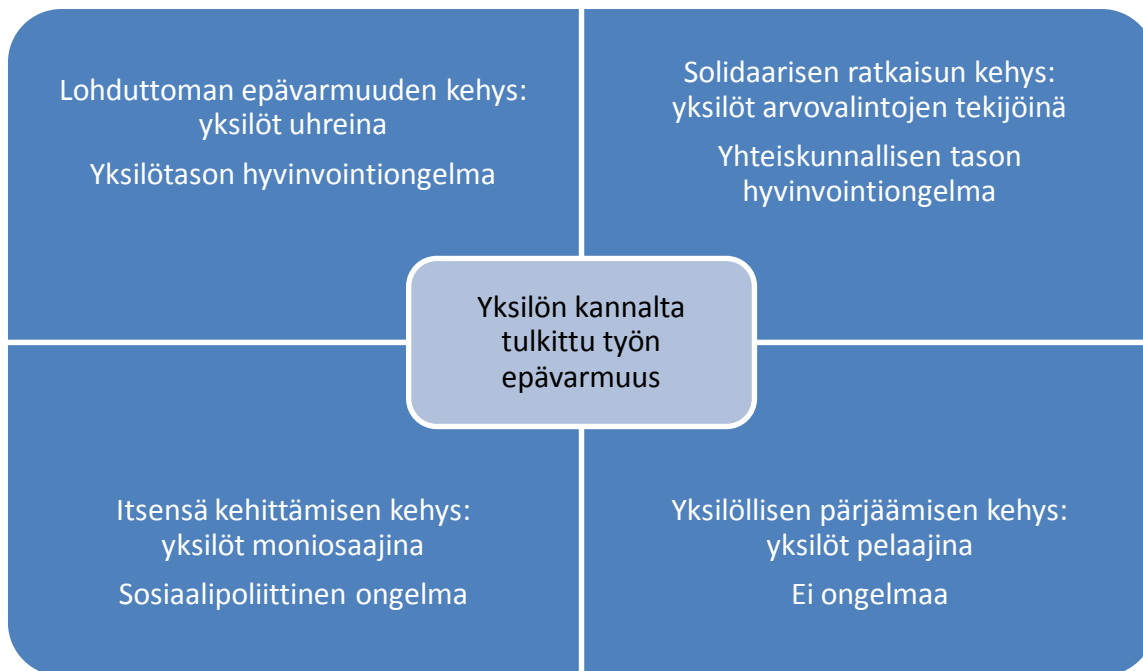 Lohduttoman epävarmuuden kehys:
yksilöt uhreina
Yksilötason hyvinvointiongelma
Solidaarisen ratkaisun kehys:
yksilöt arvovalintojen tekijöinä
Yhteiskunnallisen tason
hyvinvointiongelma
Yksilön kannalta
tulkittu työn
epävarmuus
Itsensä kehittämisen kehys:
yksilöt moniosaajina
Sosiaalipoliittinen ongelma
Yksilöllisen pärjäämisen kehys:
yksilöt pelaajina
Ei ongelmaa